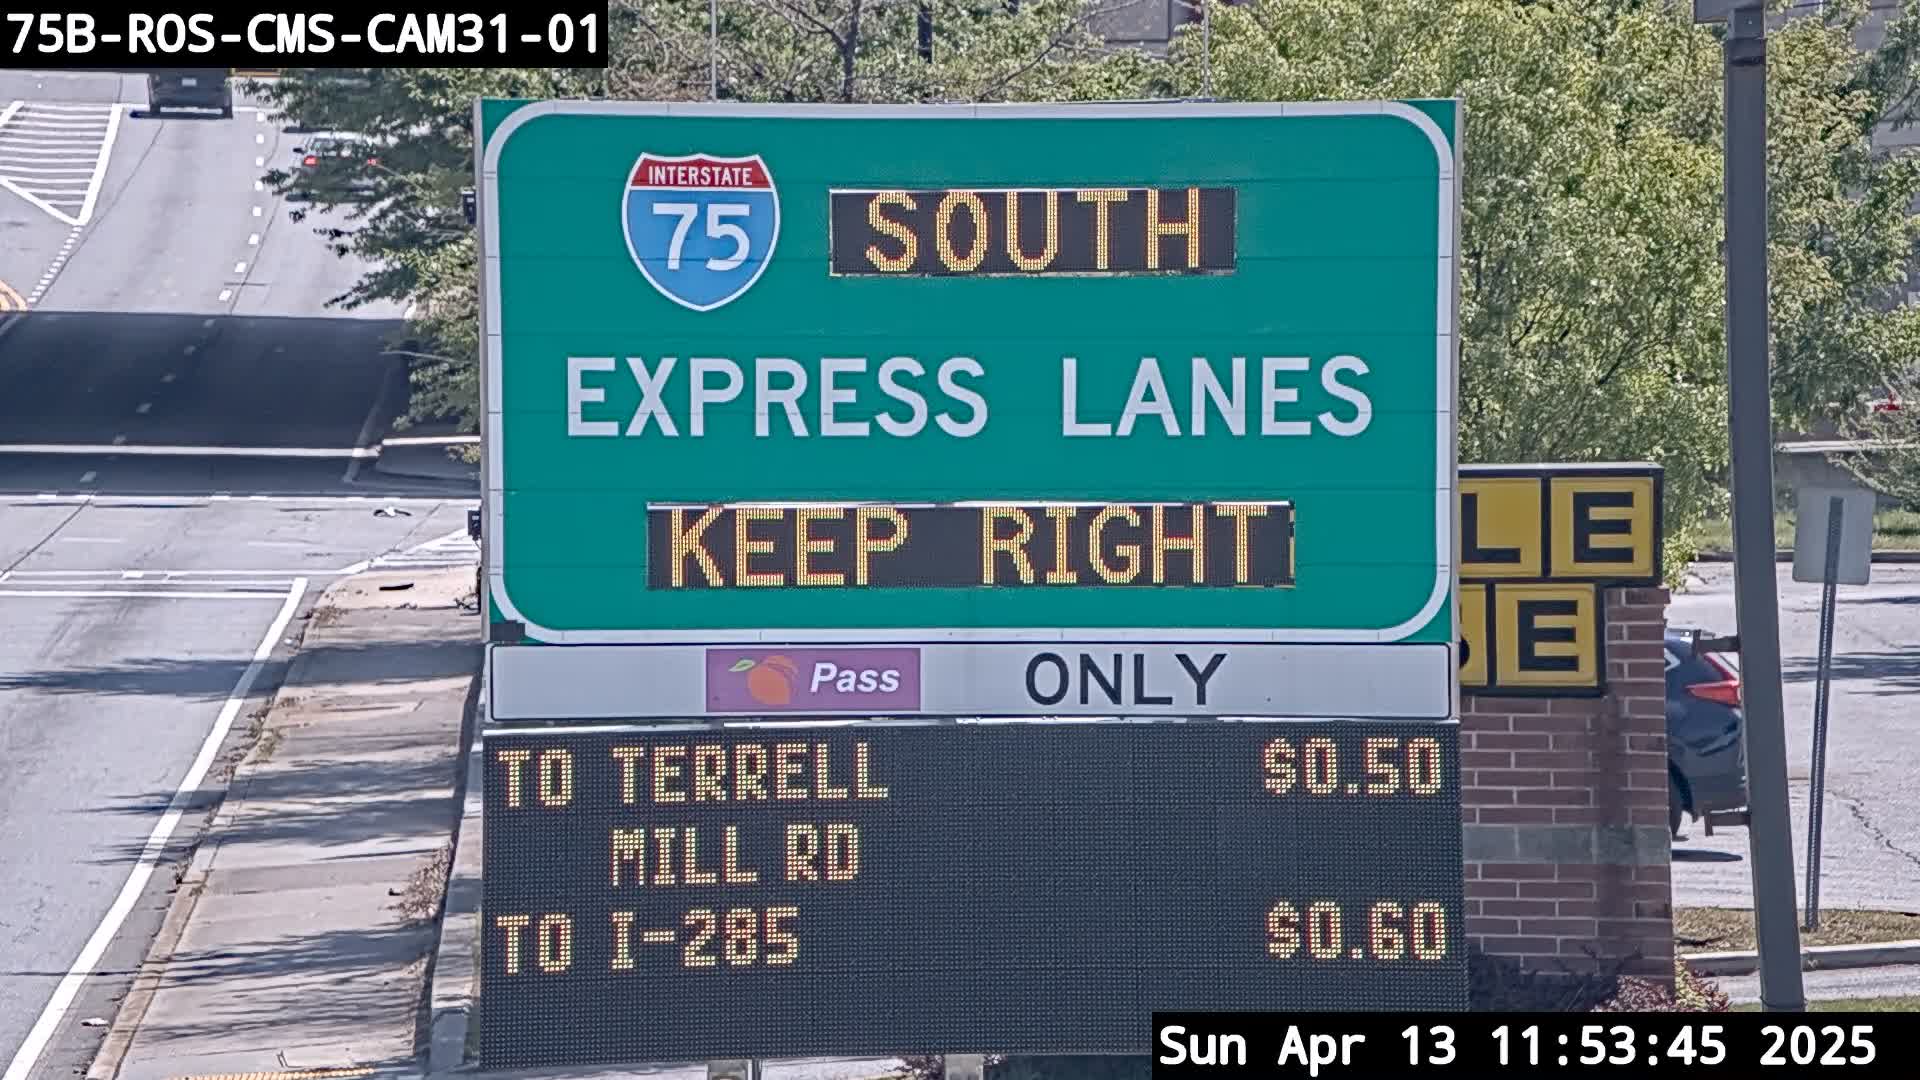 75B-ROS-CMS-CAM31-01
INTERSTATE
75
SOUTH
EXPRESS LANES
KEEP RIGHT
Pass ONLY
TO TERRELL $0.50
MILL RD
TO I-285 $0.60
LE
E
Sun Apr 13 11:53:45 2025